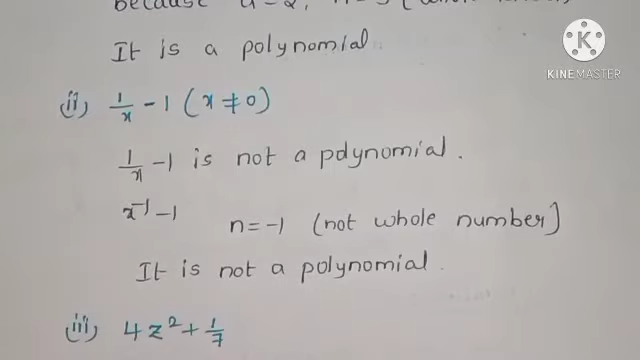 It is a polynomial.
KINEMASTER
(ii) 1/x - 1 (x ≠ 0)
1/x - 1 is not a polynomial.
x⁻¹ - 1
n = -1 (not whole number)
It is not a polynomial.
(iii) 4z² + 1/7